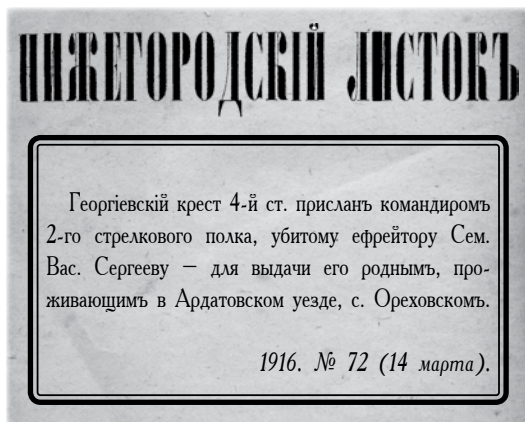 НИЖЕГОРОДСКІЙ ЛИСТОКЪ
Георгіевскій крест 4-й ст. присланъ командиромъ
2-го стрелкового полка, убитому ефрейтору Сем.
Вас. Сергееву — для выдачи его роднымъ, про-
живающимъ в Ардатовском уезде, с. Ореховскомъ.
1916. № 72 (14 марта).